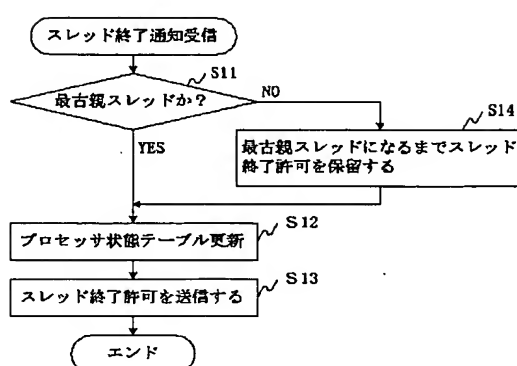 スレッド終了通知受信
S11
最古親スレッドか?
NO
S14
YES
最古親スレッドになるまでスレッド
終了許可を保留する
S12
プロセッサ状態テーブル更新
S13
スレッド終了許可を送信する
エンド